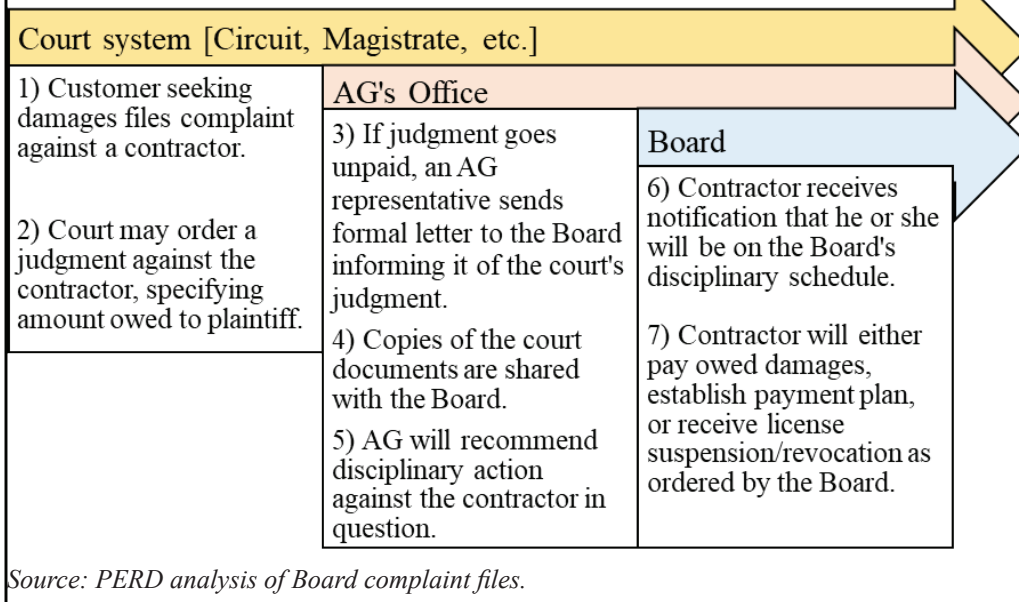 Court system [Circuit, Magistrate, etc.]
1) Customer seeking
damages files complaint
against a contractor.
2) Court may order a
judgment against the
contractor, specifying
amount owed to plaintiff.
AG's Office
3) If judgment goes
unpaid, an AG
representative sends
formal letter to the Board
informing it of the court's
judgment.
4) Copies of the court
documents are shared
with the Board.
5) AG will recommend
disciplinary action
against the contractor in
question.
Board
6) Contractor receives
notification that he or she
will be on the Board's
disciplinary schedule.
7) Contractor will either
pay owed damages,
establish payment plan,
or receive license
suspension/revocation as
ordered by the Board.
Source: PERD analysis of Board complaint files.